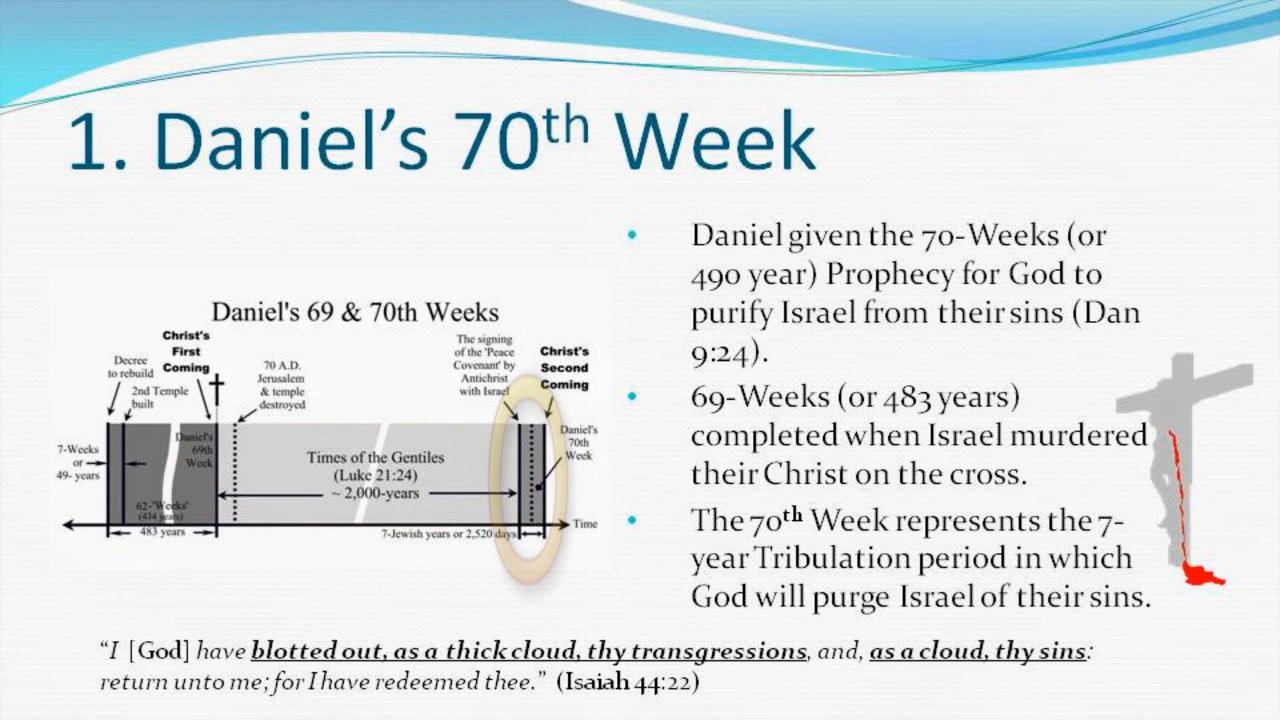 1. Daniel’s 70th Week
Daniel's 69 & 70th Weeks
Christ's
First
Coming
Decree
to rebuild
2nd Temple
built
70 A.D.
Jerusalem
& temple
destroyed
The signing
of the 'Peace
Covenant' by
Antichrist
with Israel
Christ's
Second
Coming
7-Weeks
or
49- years
Daniel's
69th
Week
62-'Weeks'
(434 years)
483 years
Times of the Gentiles
(Luke 21:24)
~ 2,000-years
Daniel's
70th
Week
Time
7-Jewish years or 2,520 days
• Daniel given the 70-Weeks (or
490 year) Prophecy for God to
purify Israel from their sins (Dan
9:24).
• 69-Weeks (or 483 years)
completed when Israel murdered
their Christ on the cross.
• The 70th Week represents the 7-
year Tribulation period in which
God will purge Israel of their sins.
“I [God] have blotted out, as a thick cloud, thy transgressions, and, as a cloud, thy sins:
return unto me; for I have redeemed thee.” (Isaiah 44:22)